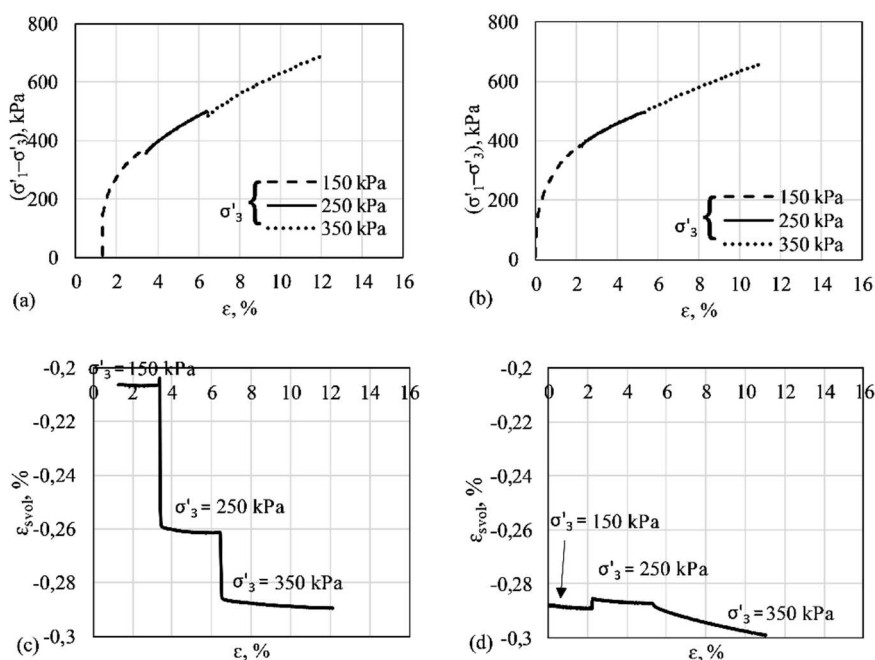 800
600
400
200
0
(σ'₁–σ'₃), kPa
σ'₃ {
150 kPa
250 kPa
350 kPa
0 2 4 6 8 10 12 14 16
(a) ε, %
800
600
400
200
0
(σ'₁–σ'₃), kPa
σ'₃ {
150 kPa
250 kPa
350 kPa
0 2 4 6 8 10 12 14 16
(b) ε, %
-0,2
-0,22
-0,24
-0,26
-0,28
-0,3
εsvol, %
σ'₃ = 150 kPa
0 2 4 6 8 10 12 14 16
σ'₃ = 250 kPa
σ'₃ = 350 kPa
(c) ε, %
-0,2
-0,22
-0,24
-0,26
-0,28
-0,3
εsvol, %
0 2 4 6 8 10 12 14 16
σ'₃ = 150 kPa
σ'₃ = 250 kPa
σ'₃ = 350 kPa
(d) ε, %